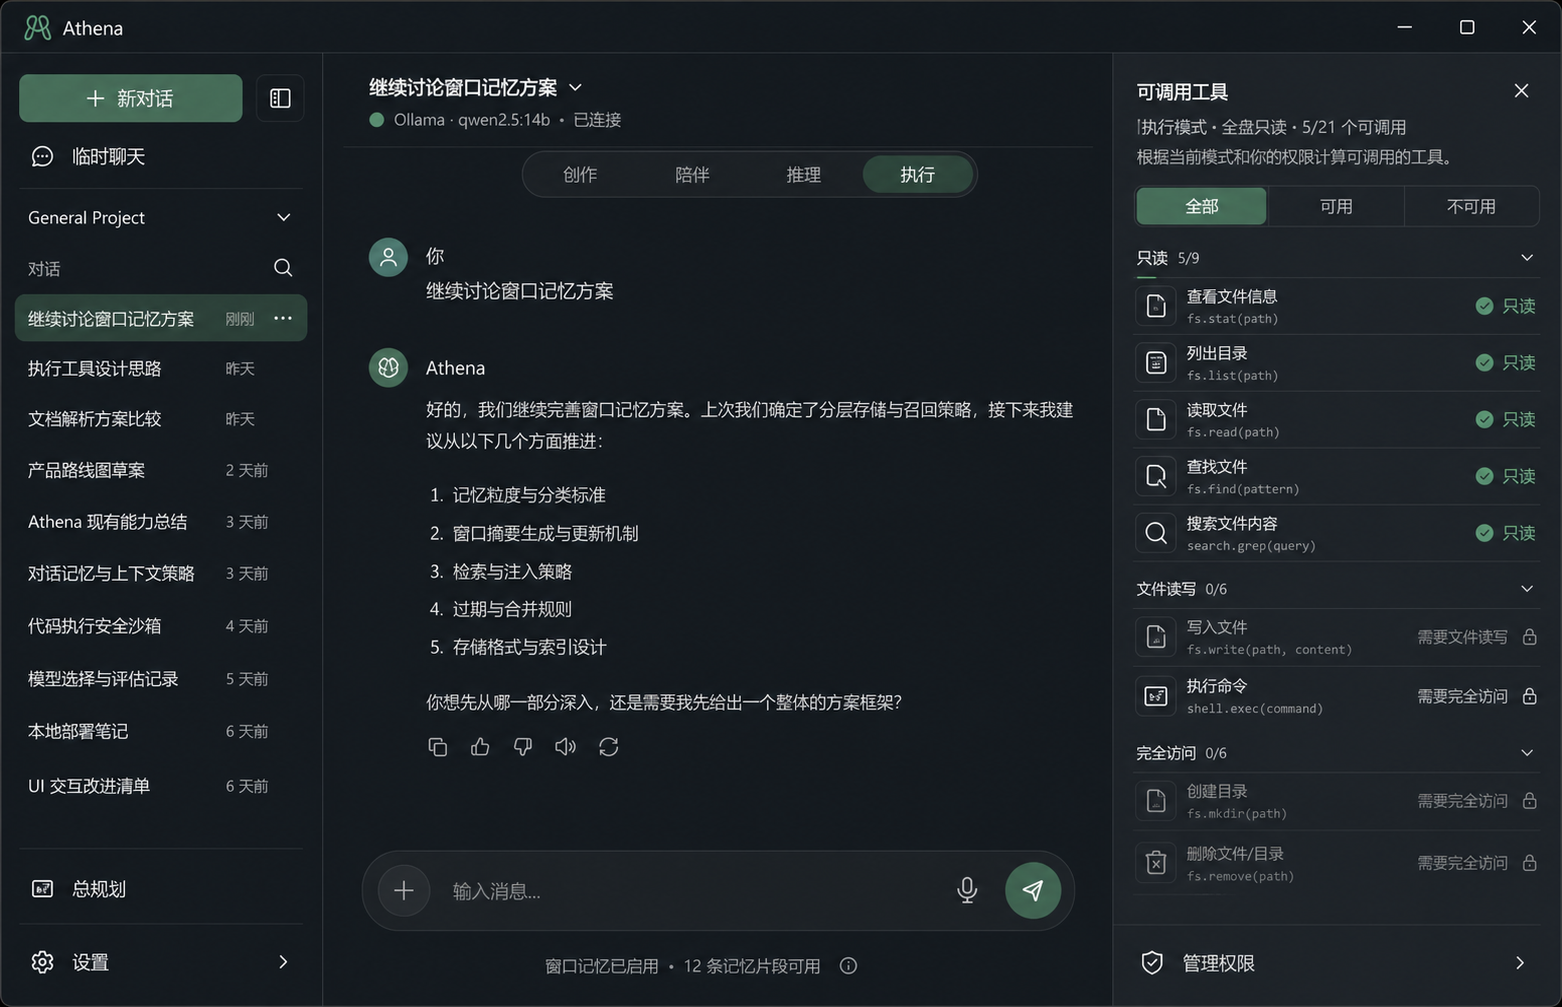 Athena
新对话
临时聊天
General Project
对话
继续讨论窗口记忆方案 刚刚
执行工具设计思路 昨天
文档解析方案比较 昨天
产品路线图草案 2 天前
Athena 现有能力总结 3 天前
对话记忆与上下文策略 3 天前
代码执行安全沙箱 4 天前
模型选择与评估记录 5 天前
本地部署笔记 6 天前
UI 交互改进清单 6 天前
总规划
设置
继续讨论窗口记忆方案
Ollama · qwen2.5:14b • 已连接
创作 陪伴 推理 执行
你
继续讨论窗口记忆方案
Athena
好的，我们继续完善窗口记忆方案。上次我们确定了分层存储与召回策略，接下来我建
议从以下几个方面推进：
1. 记忆粒度与分类标准
2. 窗口摘要生成与更新机制
3. 检索与注入策略
4. 过期与合并规则
5. 存储格式与索引设计
你想先从哪一部分深入，还是需要我先给出一个整体的方案框架？
输入消息...
窗口记忆已启用 • 12 条记忆片段可用
可调用工具
执行模式 · 全盘只读 · 5/21 个可调用
根据当前模式和你的权限计算可调用的工具。
全部 可用 不可用
只读 5/9
查看文件信息 只读
fs.stat(path)
列出目录 只读
fs.list(path)
读取文件 只读
fs.read(path)
查找文件 只读
fs.find(pattern)
搜索文件内容 只读
search.grep(query)
文件读写 0/6
写入文件 需要文件读写
fs.write(path, content)
执行命令 需要完全访问
shell.exec(command)
完全访问 0/6
创建目录 需要完全访问
fs.mkdir(path)
删除文件/目录 需要完全访问
fs.remove(path)
管理权限